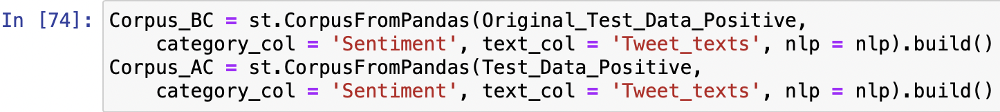 In [74]: Corpus_BC = st.CorpusFromPandas(Original_Test_Data_Positive,
category_col = 'Sentiment', text_col = 'Tweet_texts', nlp = nlp).build()
Corpus_AC = st.CorpusFromPandas(Test_Data_Positive,
category_col = 'Sentiment', text_col = 'Tweet_texts', nlp = nlp).build()